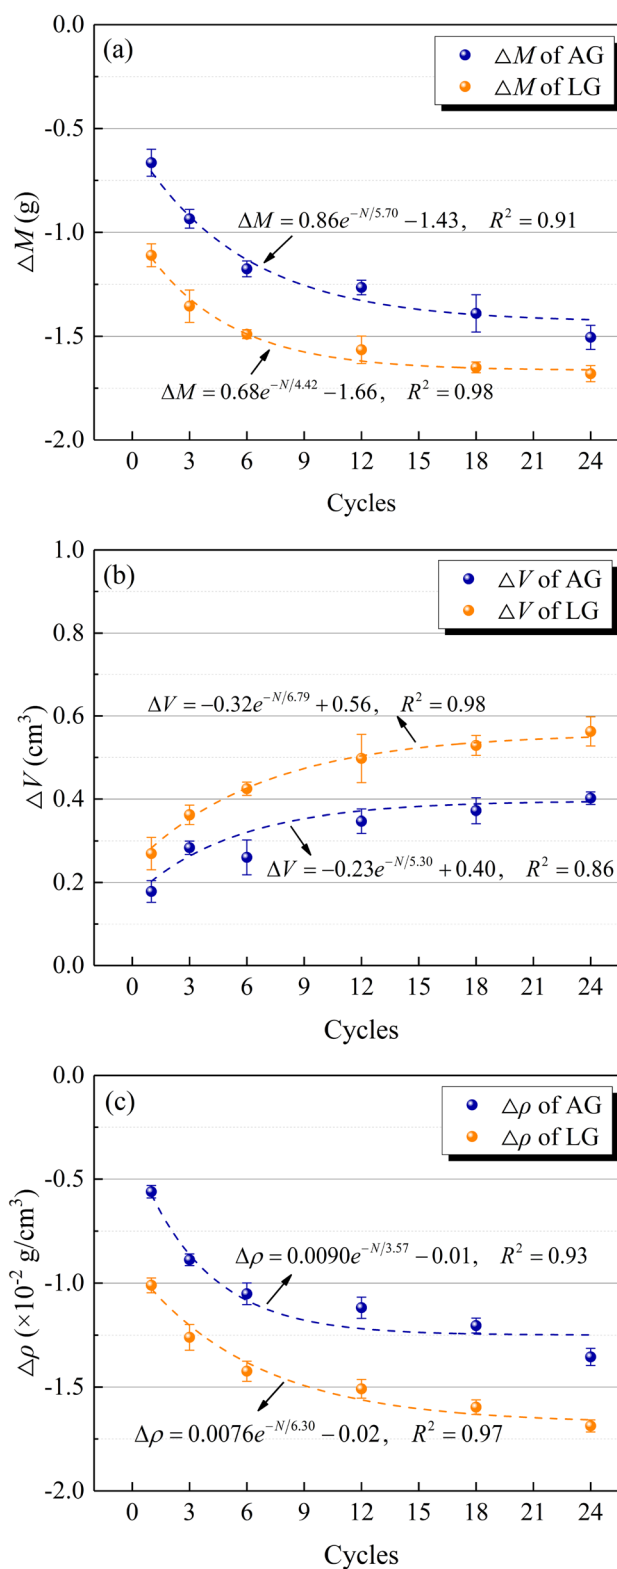 (a)
△M of AG
△M of LG
ΔM = 0.86e^{−N/5.70} − 1.43, R² = 0.91
ΔM = 0.68e^{−N/4.42} − 1.66, R² = 0.98
0.0
-0.5
-1.0
-1.5
-2.0
△M (g)
0 3 6 9 12 15 18 21 24
Cycles
(b)
△V of AG
△V of LG
ΔV = −0.32e^{−N/6.79} + 0.56, R² = 0.98
ΔV = −0.23e^{−N/5.30} + 0.40, R² = 0.86
1.0
0.8
0.6
0.4
0.2
0.0
△V (cm³)
0 3 6 9 12 15 18 21 24
Cycles
(c)
△ρ of AG
△ρ of LG
Δρ = 0.0090e^{−N/3.57} − 0.01, R² = 0.93
Δρ = 0.0076e^{−N/6.30} − 0.02, R² = 0.97
0.0
-0.5
-1.0
-1.5
-2.0
△ρ (×10⁻² g/cm³)
0 3 6 9 12 15 18 21 24
Cycles